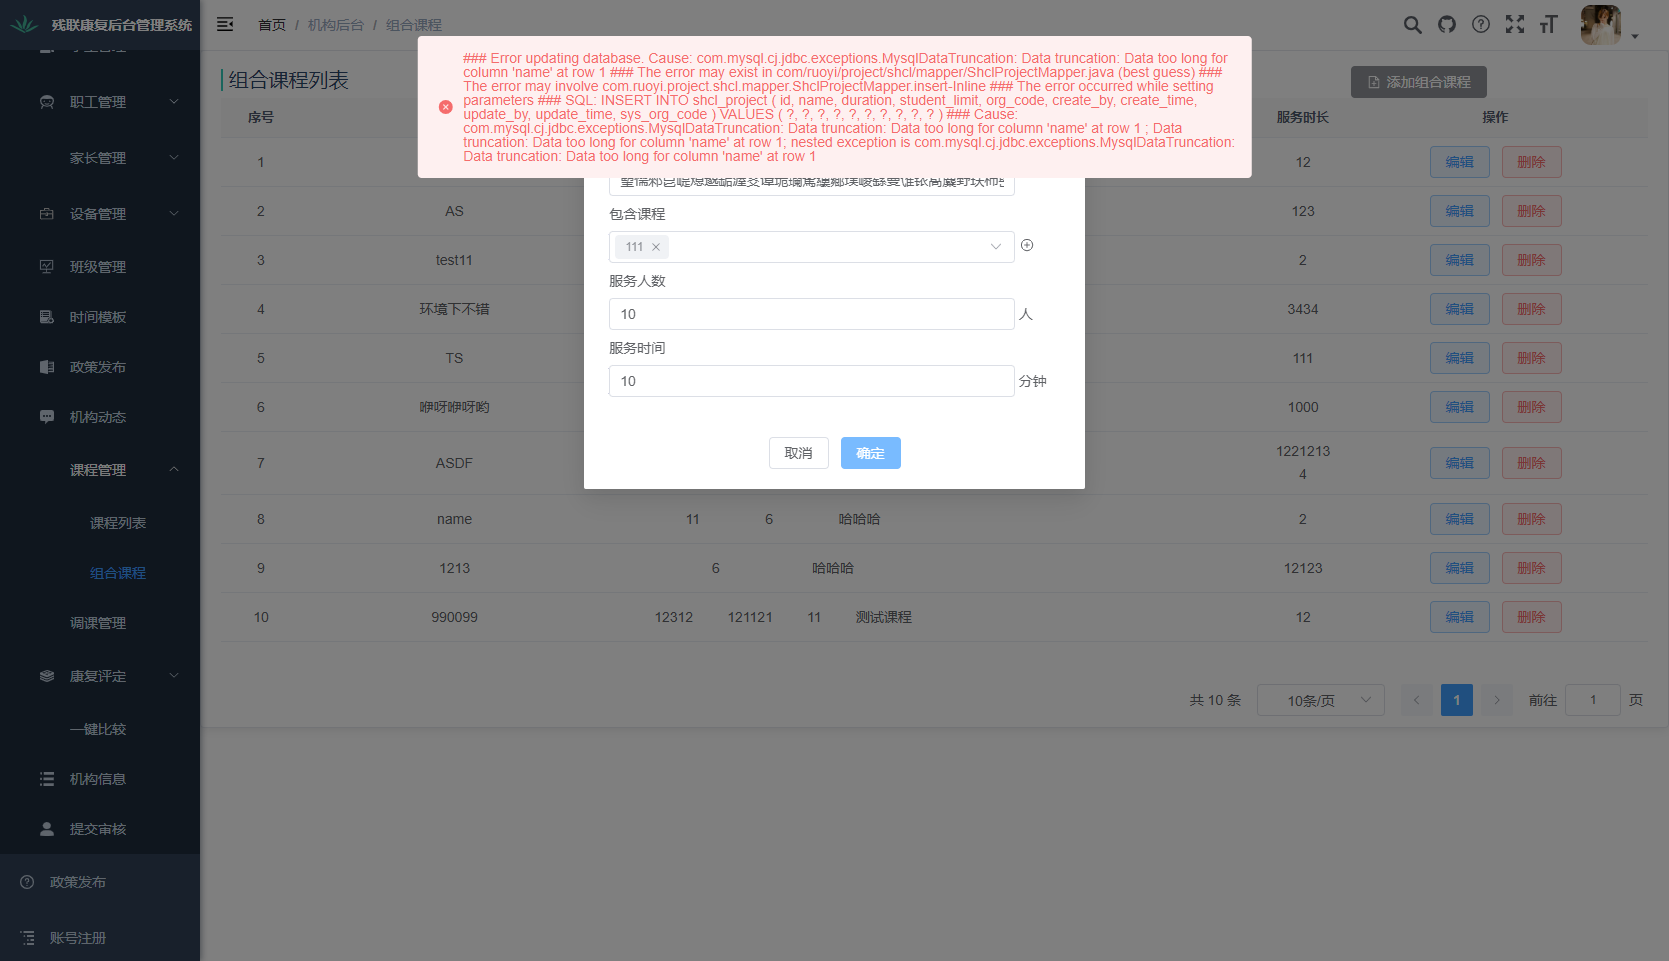 残联康复后台管理系统
首页 / 机构后台 / 组合课程
职工管理
家长管理
设备管理
班级管理
时间模板
政策发布
机构动态
课程管理
课程列表
组合课程
调课管理
康复评定
一键比较
机构信息
提交审核
政策发布
账号注册
### Error updating database. Cause: com.mysql.cj.jdbc.exceptions.MysqlDataTruncation: Data truncation: Data too long for
column 'name' at row 1 ### The error may exist in com/ruoyi/project/shcl/mapper/ShclProjectMapper.java (best guess) ###
The error may involve com.ruoyi.project.shcl.mapper.ShclProjectMapper.insert-Inline ### The error occurred while setting
parameters ### SQL: INSERT INTO shcl_project ( id, name, duration, student_limit, org_code, create_by, create_time,
update_by, update_time, sys_org_code ) VALUES ( ?, ?, ?, ?, ?, ?, ?, ?, ?, ? ) ### Cause:
com.mysql.cj.jdbc.exceptions.MysqlDataTruncation: Data truncation: Data too long for column 'name' at row 1 ; Data
truncation: Data too long for column 'name' at row 1; nested exception is com.mysql.cj.jdbc.exceptions.MysqlDataTruncation:
Data truncation: Data too long for column 'name' at row 1
组合课程列表
添加组合课程
序号 服务时长 操作
1 12 编辑 删除
2 AS 123 编辑 删除
3 test11 2 编辑 删除
4 环境下不错 3434 编辑 删除
5 TS 111 编辑 删除
6 咿呀咿呀哟 1000 编辑 删除
7 ASDF 1221213
4 编辑 删除
8 name 11 6 哈哈哈 2 编辑 删除
9 1213 6 哈哈哈 12123 编辑 删除
10 990099 12312 121121 11 测试课程 12 编辑 删除
包含课程
111
服务人数
10 人
服务时间
10 分钟
取消 确定
共 10 条 10条/页 1 前往 1 页